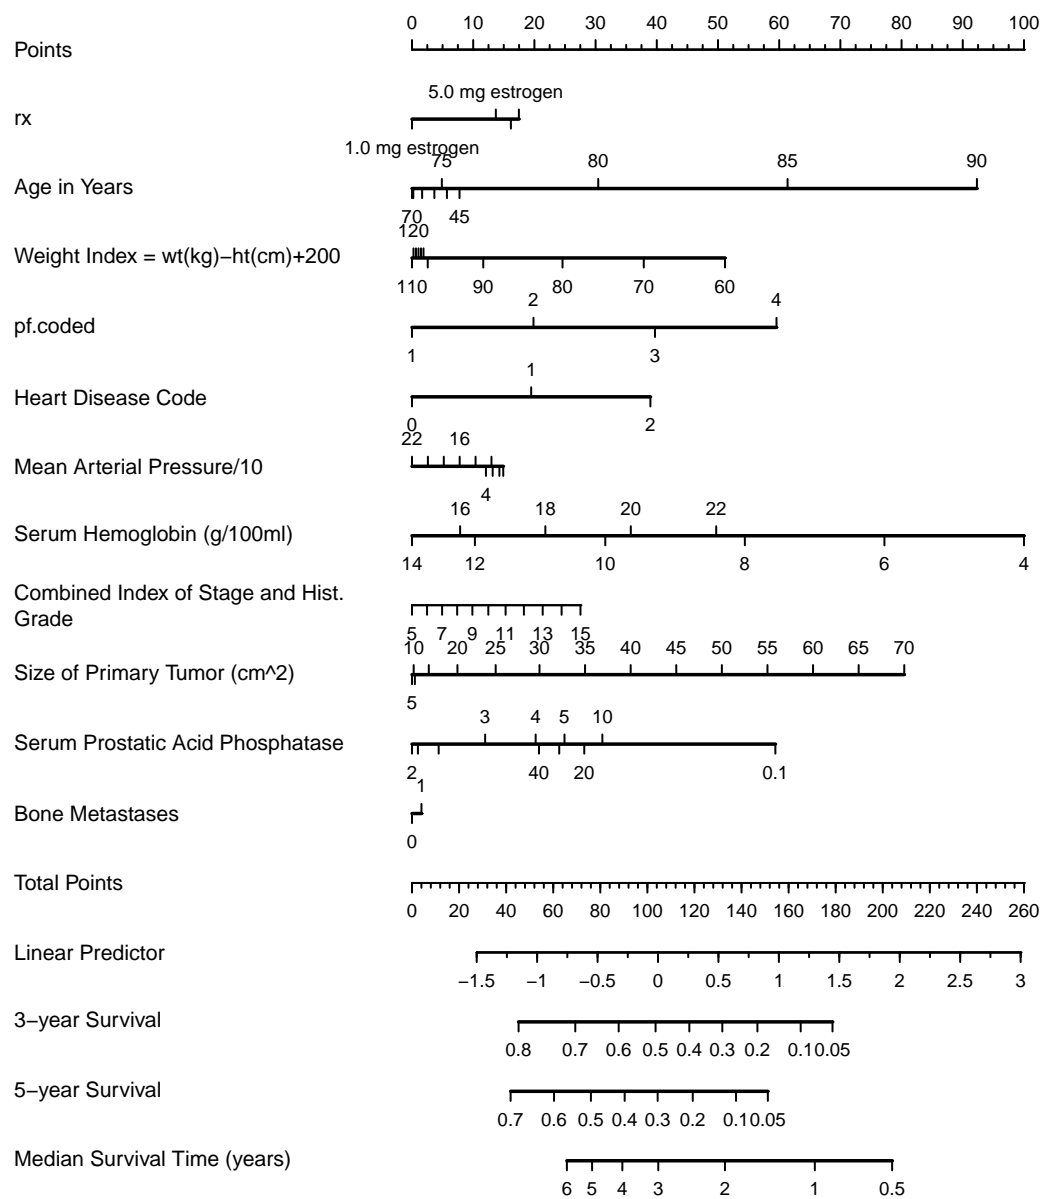 0 10 20 30 40 50 60 70 80 90 100
Points
5.0 mg estrogen
rx
1.0 mg estrogen
75 80 85 90
Age in Years
70 45
120
Weight Index = wt(kg)−ht(cm)+200
110 90 80 70 60
2 4
pf.coded
1 3
1
Heart Disease Code
0 2
22 16
Mean Arterial Pressure/10
4
16 18 20 22
Serum Hemoglobin (g/100ml)
14 12 10 8 6 4
Combined Index of Stage and Hist.
Grade
5 7 9 11 13 15
10 20 25 30 35 40 45 50 55 60 65 70
Size of Primary Tumor (cm^2)
5
3 4 5 10
Serum Prostatic Acid Phosphatase
2 40 20 0.1
1
Bone Metastases
0
Total Points
0 20 40 60 80 100 120 140 160 180 200 220 240 260
Linear Predictor
−1.5 −1 −0.5 0 0.5 1 1.5 2 2.5 3
3−year Survival
0.8 0.7 0.6 0.5 0.4 0.3 0.2 0.1 0.05
5−year Survival
0.7 0.6 0.5 0.4 0.3 0.2 0.1 0.05
Median Survival Time (years)
6 5 4 3 2 1 0.5